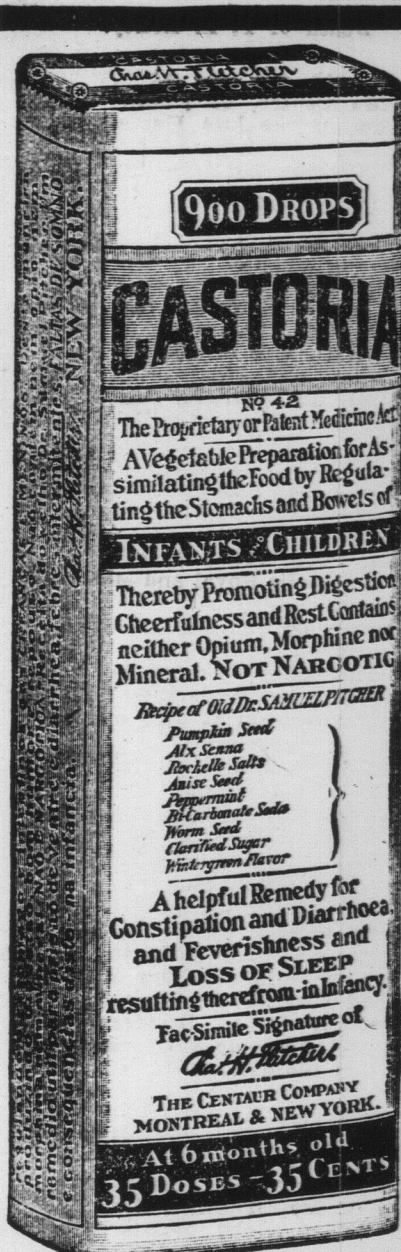 CASTORIA
Chas. H. Fletcher
CASTORIA
900 DROPS
CASTORIA
Nº 42
The Proprietary or Patent Medicine Act
A Vegetable Preparation for As-
similating the Food by Regula-
ting the Stomachs and Bowels of
INFANTS & CHILDREN
Thereby Promoting Digestion
Cheerfulness and Rest. Contains
neither Opium, Morphine nor
Mineral. NOT NARCOTIC
Recipe of Old Dr. SAMUEL PITCHER
Pumpkin Seed
Alx Senna
Rochelle Salts
Anise Seed
Peppermint
Bi-Carbonate Soda
Worm Seed
Clarified Sugar
Wintergreen Flavor
A helpful Remedy for
Constipation and Diarrhoea,
and Feverishness and
LOSS OF SLEEP
resulting therefrom-in Infancy.
Fac-Simile Signature of
Chas. H. Fletcher.
THE CENTAUR COMPANY
MONTREAL & NEW YORK.
At 6 months old
35 DOSES - 35 CENTS
Chas. H. Fletcher. NEW YORK.